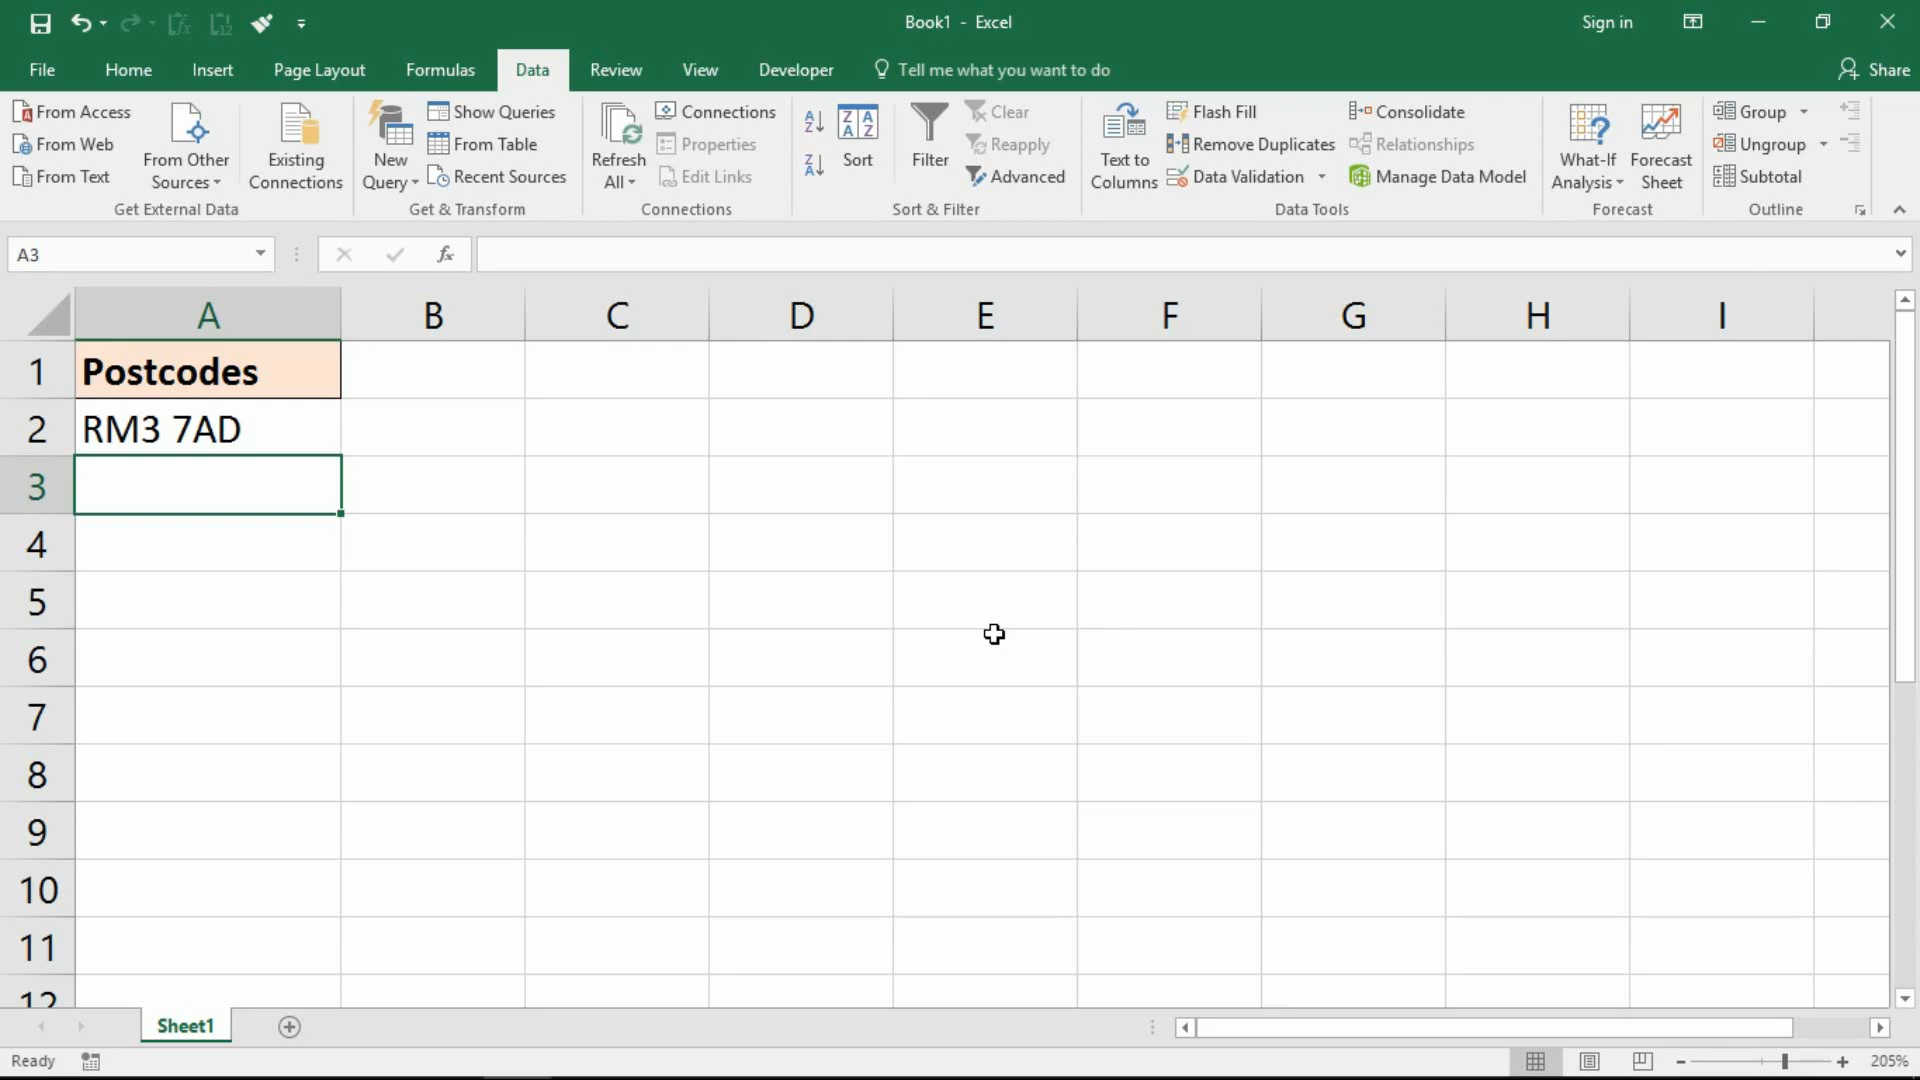 Book1 - Excel
Sign in
File Home Insert Page Layout Formulas Data Review View Developer Tell me what you want to do Share
From Access
From Web
From Text
From Other Sources
Existing Connections
Get External Data
New Query
Show Queries
From Table
Recent Sources
Get & Transform
Refresh All
Connections
Properties
Edit Links
Connections
Sort
Filter
Clear
Reapply
Advanced
Sort & Filter
Text to Columns
Flash Fill
Remove Duplicates
Data Validation
Consolidate
Relationships
Manage Data Model
Data Tools
What-If Analysis
Forecast Sheet
Forecast
Group
Ungroup
Subtotal
Outline
A3
fx
A B C D E F G H I
1 Postcodes
2 RM3 7AD
3
4
5
6
7
8
9
10
11
12
Sheet1
Ready
205%